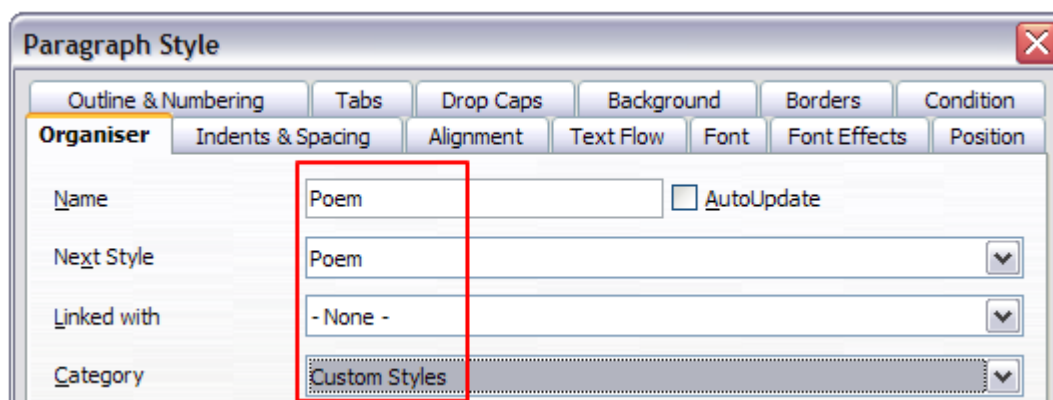 Paragraph Style
Outline & Numbering Tabs Drop Caps Background Borders Condition
Organiser Indents & Spacing Alignment Text Flow Font Font Effects Position
Name Poem AutoUpdate
Next Style Poem
Linked with - None -
Category Custom Styles